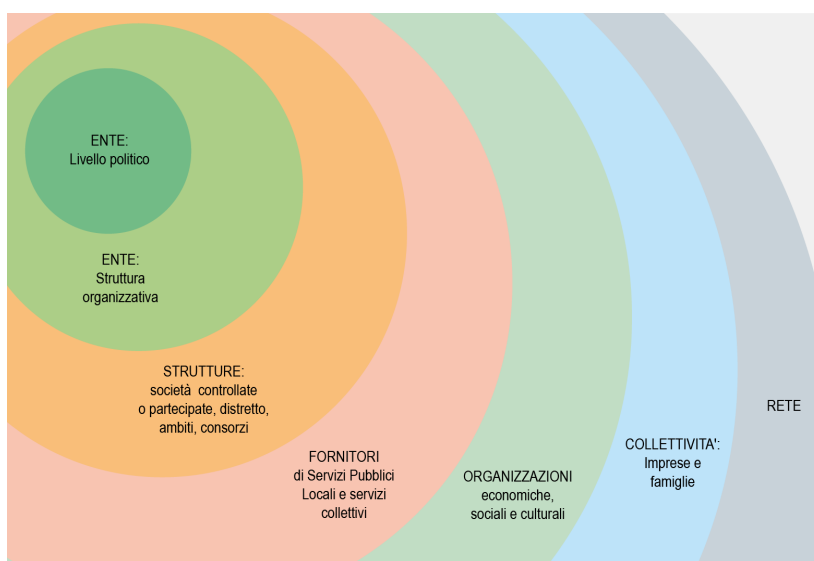 ENTE:
Livello politico
ENTE:
Struttura
organizzativa
STRUTTURE:
società controllate
o partecipate, distretto,
ambiti, consorzi
FORNITORI
di Servizi Pubblici
Locali e servizi
collettivi
ORGANIZZAZIONI
economiche,
sociali e culturali
COLLETTIVITA':
Imprese e
famiglie
RETE